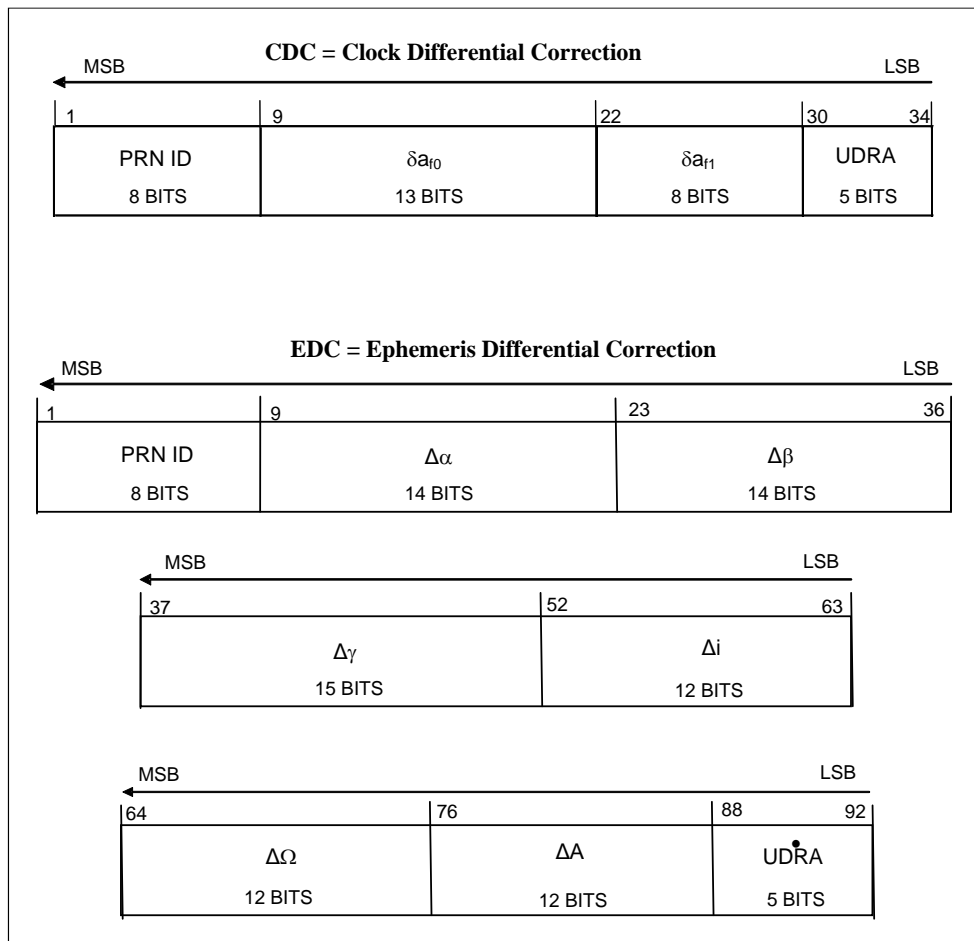 CDC = Clock Differential Correction
MSB LSB
1 9 22 30 34
PRN ID δaf0 δaf1 UDRA
8 BITS 13 BITS 8 BITS 5 BITS
EDC = Ephemeris Differential Correction
MSB LSB
1 9 23 36
PRN ID Δα Δβ
8 BITS 14 BITS 14 BITS
MSB LSB
37 52 63
Δγ Δi
15 BITS 12 BITS
MSB LSB
64 76 88 92
ΔΩ ΔA UDṘA
12 BITS 12 BITS 5 BITS